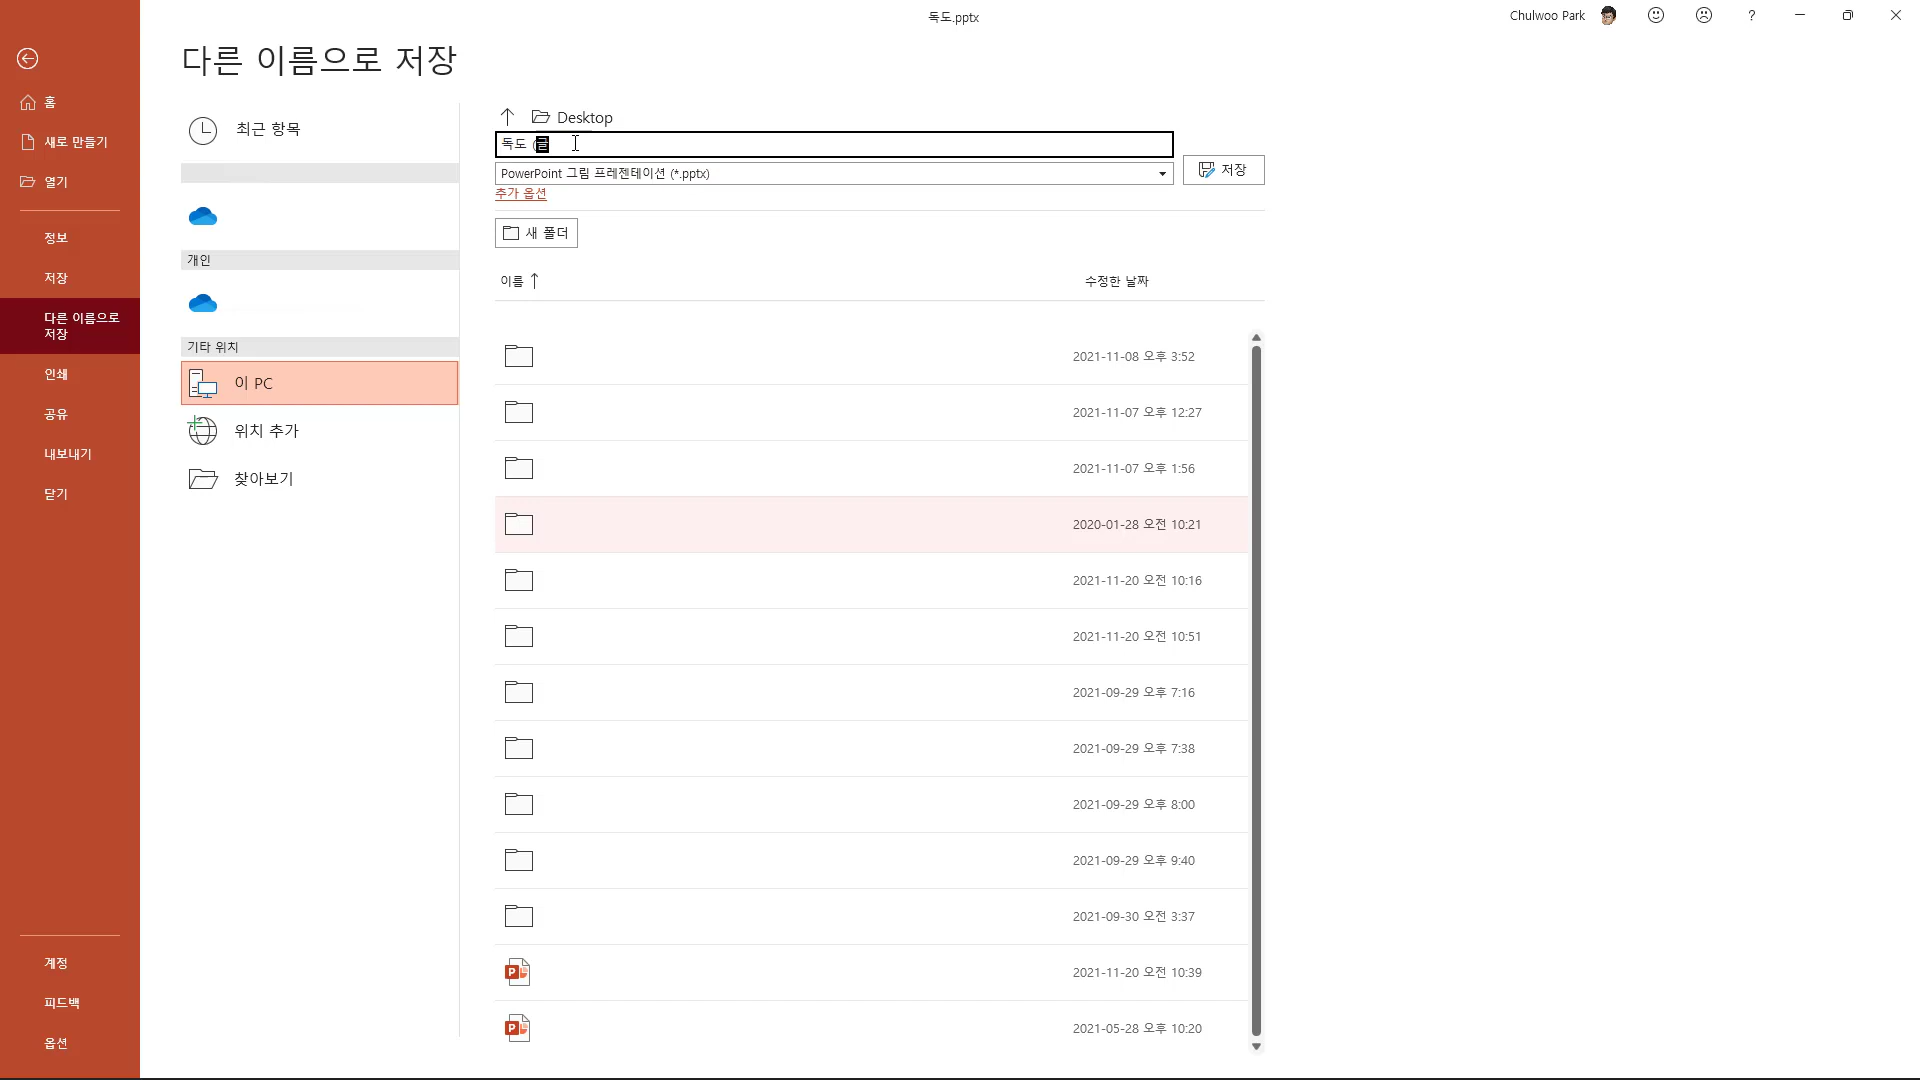 독도.pptx
Chulwoo Park
?
홈
새로 만들기
열기
정보
저장
다른 이름으로
저장
인쇄
공유
내보내기
닫기
계정
피드백
옵션
다른 이름으로 저장
최근 항목
개인
기타 위치
이 PC
위치 추가
찾아보기
Desktop
독도 (글
PowerPoint 그림 프레젠테이션 (*.pptx)
저장
추가 옵션
새 폴더
이름 수정한 날짜
2021-11-08 오후 3:52
2021-11-07 오후 12:27
2021-11-07 오후 1:56
2020-01-28 오전 10:21
2021-11-20 오전 10:16
2021-11-20 오전 10:51
2021-09-29 오후 7:16
2021-09-29 오후 7:38
2021-09-29 오후 8:00
2021-09-29 오후 9:40
2021-09-30 오전 3:37
2021-11-20 오전 10:39
2021-05-28 오후 10:20